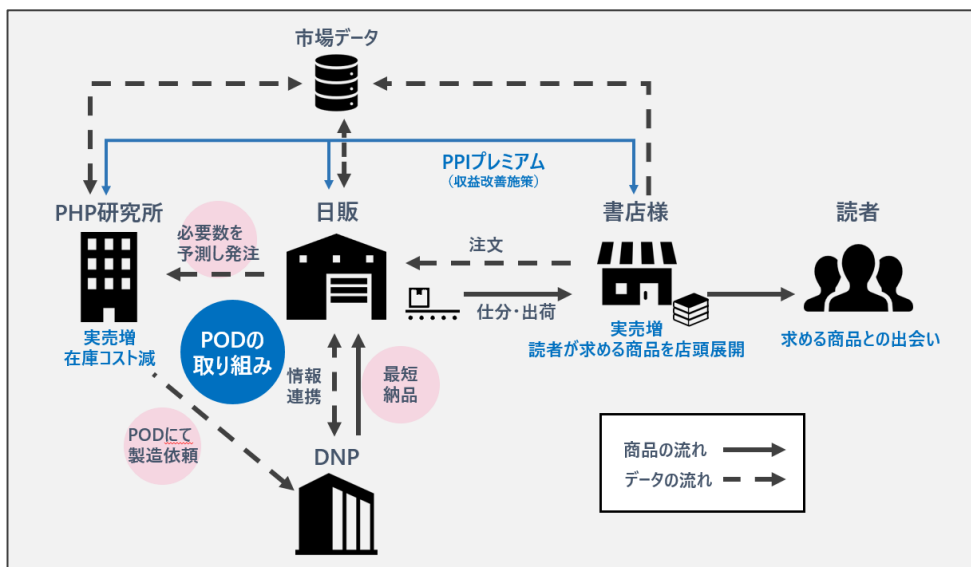 市場データ
PPIプレミアム
（収益改善施策）
PHP研究所
日販
書店様
読者
必要数を
予測し発注
注文
仕分・出荷
実売増
在庫コスト減
PODの
取り組み
情報
連携
最短
納品
実売増
読者が求める商品を店頭展開
求める商品との出会い
PODにて
製造依頼
DNP
商品の流れ
データの流れ